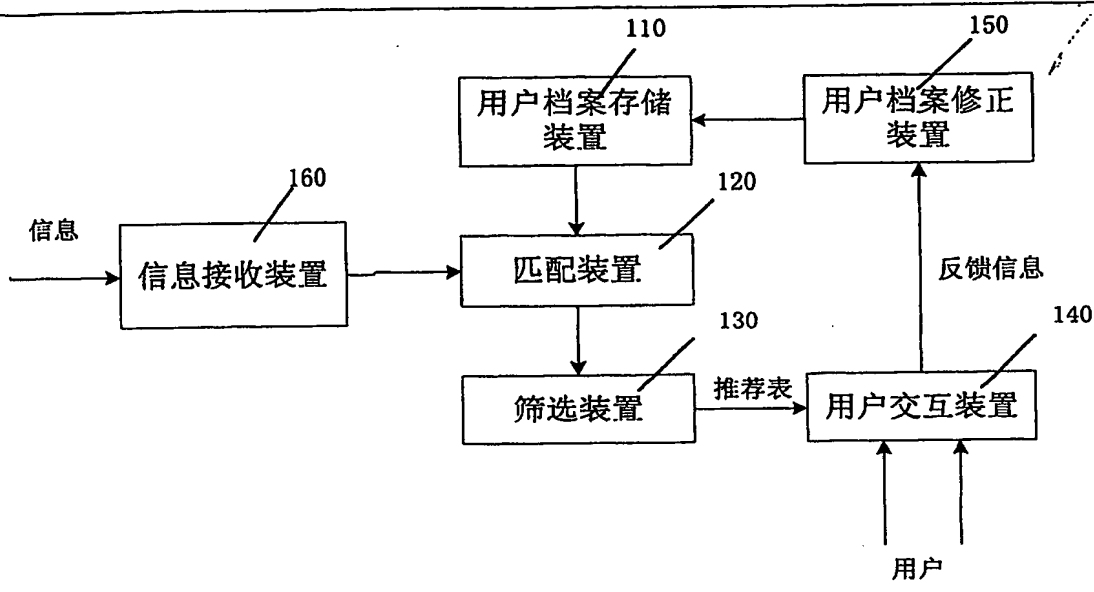 110
150
用户档案存储
装置
用户档案修正
装置
160
120
信息
信息接收装置
匹配装置
反馈信息
130
140
筛选装置
推荐表
用户交互装置
用户